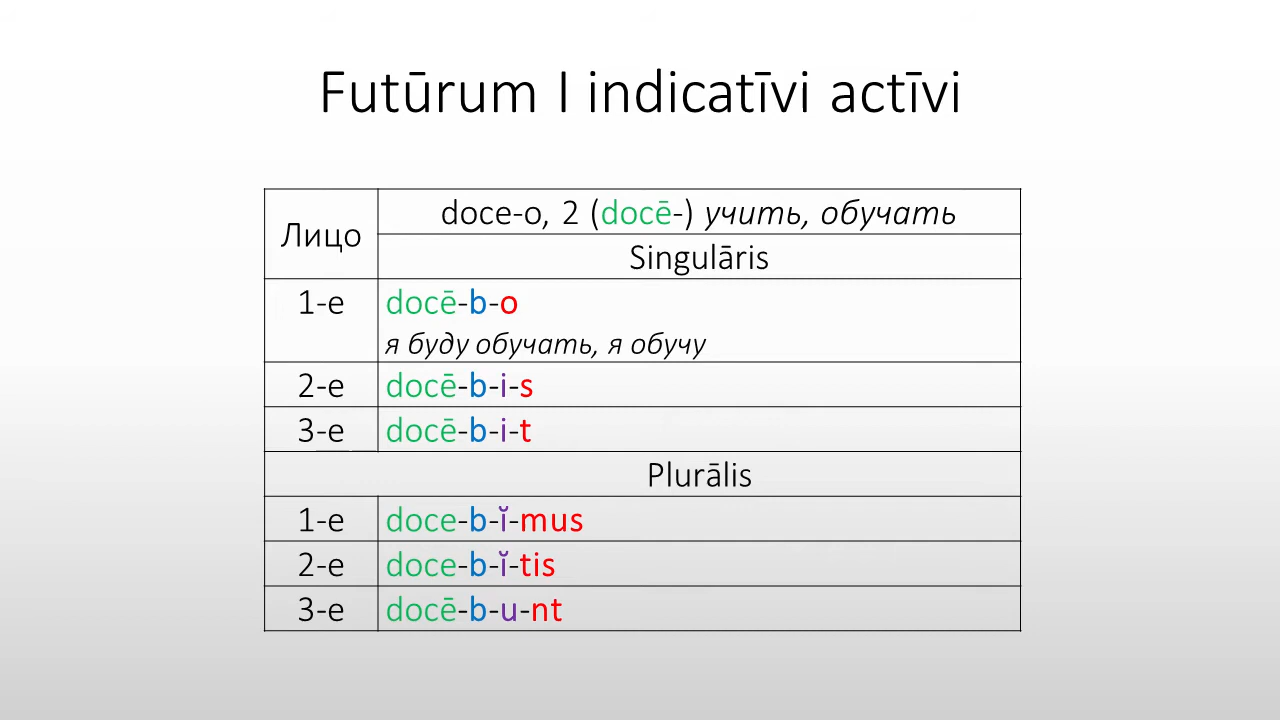 Futūrum I indicatīvi actīvi
Лицо
doce-o, 2 (docē-) учить, обучать
Singulāris
1-е
docē-b-o
я буду обучать, я обучу
2-е docē-b-i-s
3-е docē-b-i-t
Plurālis
1-е doce-b-ĭ-mus
2-е doce-b-ĭ-tis
3-е docē-b-u-nt